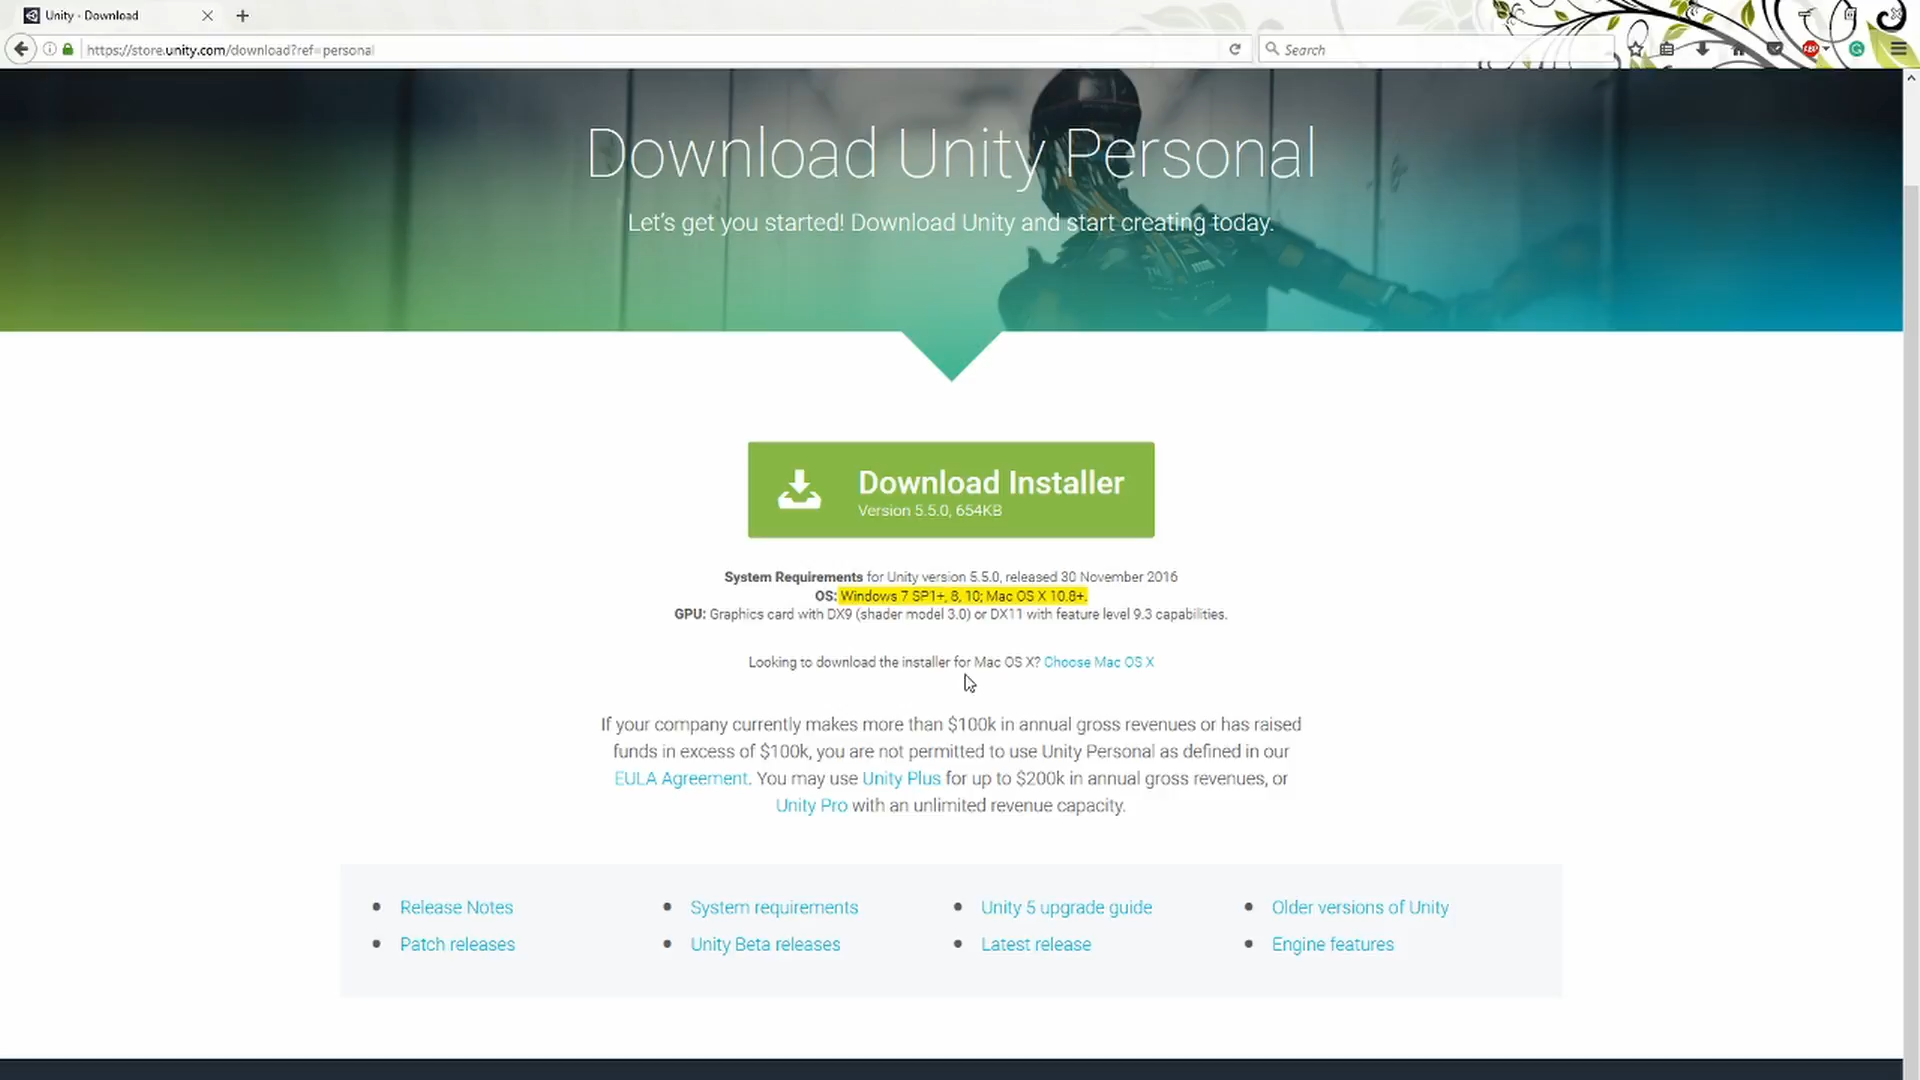 Unity - Download
https://store.unity.com/download?ref=personal
Search
ABP
Download Unity Personal
Let's get you started! Download Unity and start creating today.
Download Installer
Version 5.5.0, 654KB
System Requirements for Unity version 5.5.0, released 30 November 2016
OS: Windows 7 SP1+, 8, 10; Mac OS X 10.8+.
GPU: Graphics card with DX9 (shader model 3.0) or DX11 with feature level 9.3 capabilities.
Looking to download the installer for Mac OS X? Choose Mac OS X
If your company currently makes more than $100k in annual gross revenues or has raised
funds in excess of $100k, you are not permitted to use Unity Personal as defined in our
EULA Agreement. You may use Unity Plus for up to $200k in annual gross revenues, or
Unity Pro with an unlimited revenue capacity.
Release Notes
System requirements
Unity 5 upgrade guide
Older versions of Unity
Patch releases
Unity Beta releases
Latest release
Engine features